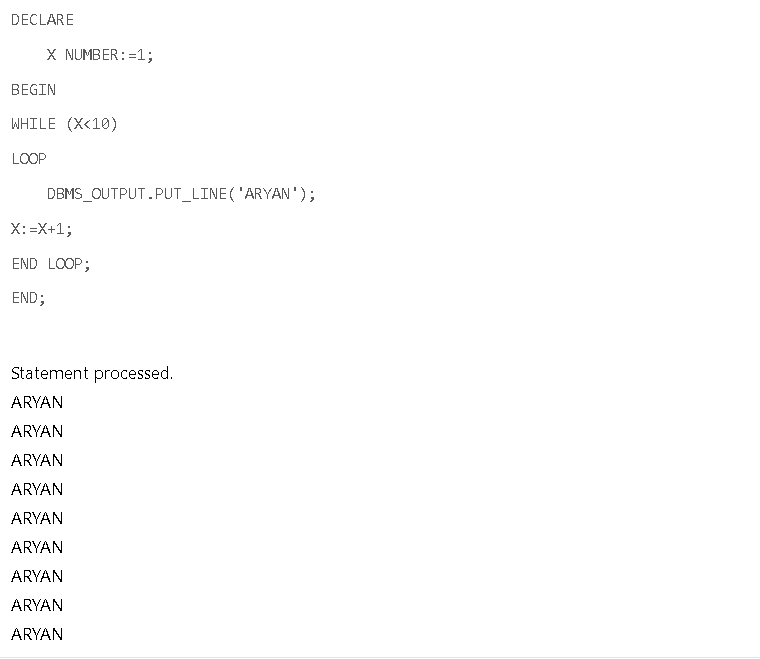 DECLARE
X NUMBER:=1;
BEGIN
WHILE (X<10)
LOOP
DBMS_OUTPUT.PUT_LINE('ARYAN');
X:=X+1;
END LOOP;
END;
Statement processed.
ARYAN
ARYAN
ARYAN
ARYAN
ARYAN
ARYAN
ARYAN
ARYAN
ARYAN